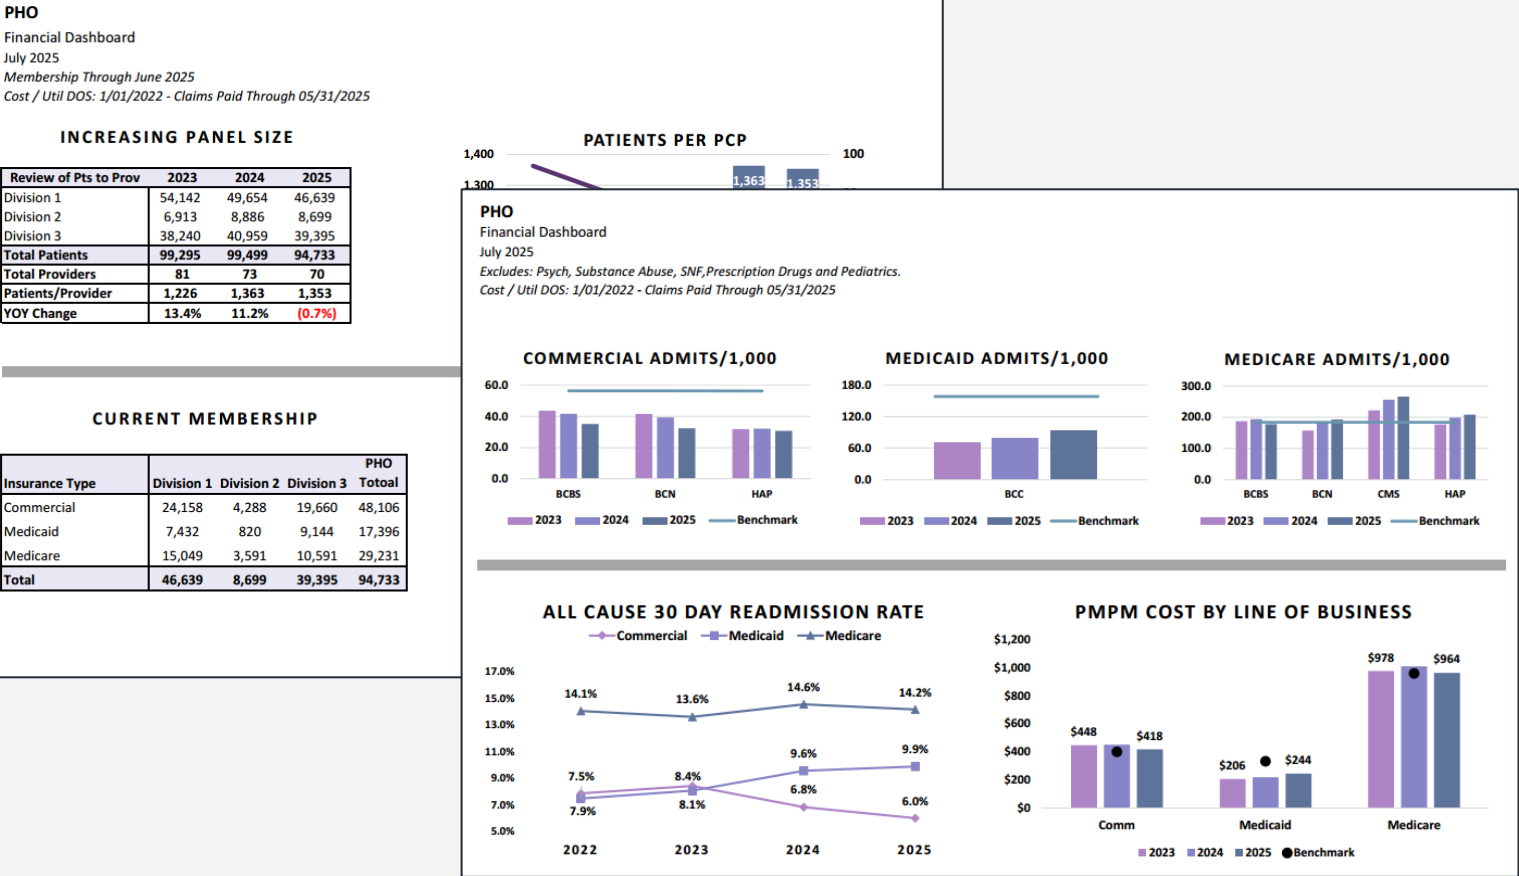 PHO
Financial Dashboard
July 2025
Membership Through June 2025
Cost / Util DOS: 1/01/2022 - Claims Paid Through 05/31/2025
INCREASING PANEL SIZE
Review of Pts to Prov 2023 2024 2025
Division 1 54,142 49,654 46,639
Division 2 6,913 8,886 8,699
Division 3 38,240 40,959 39,395
Total Patients 99,295 99,499 94,733
Total Providers 81 73 70
Patients/Provider 1,226 1,363 1,353
YOY Change 13.4% 11.2% (0.7%)
PATIENTS PER PCP
1,400 100
1,300 1,363 1,353
CURRENT MEMBERSHIP
PHO
Insurance Type Division 1 Division 2 Division 3 Totoal
Commercial 24,158 4,288 19,660 48,106
Medicaid 7,432 820 9,144 17,396
Medicare 15,049 3,591 10,591 29,231
Total 46,639 8,699 39,395 94,733
PHO
Financial Dashboard
July 2025
Excludes: Psych, Substance Abuse, SNF,Prescription Drugs and Pediatrics.
Cost / Util DOS: 1/01/2022 - Claims Paid Through 05/31/2025
COMMERCIAL ADMITS/1,000
60.0
40.0
20.0
0.0
BCBS BCN HAP
2023 2024 2025 Benchmark
MEDICAID ADMITS/1,000
180.0
120.0
60.0
0.0
BCC
2023 2024 2025 Benchmark
MEDICARE ADMITS/1,000
300.0
200.0
100.0
0.0
BCBS BCN CMS HAP
2023 2024 2025 Benchmark
ALL CAUSE 30 DAY READMISSION RATE
Commercial Medicaid Medicare
17.0%
15.0%
13.0%
11.0%
9.0%
7.0%
5.0%
14.1% 13.6% 14.6% 14.2%
9.6% 9.9%
7.5% 8.4% 6.8% 6.0%
7.9% 8.1%
2022 2023 2024 2025
PMPM COST BY LINE OF BUSINESS
$1,200
$1,000
$800
$600
$400
$200
$0
$978 $964
$448 $418
$206 $244
Comm Medicaid Medicare
2023 2024 2025 Benchmark